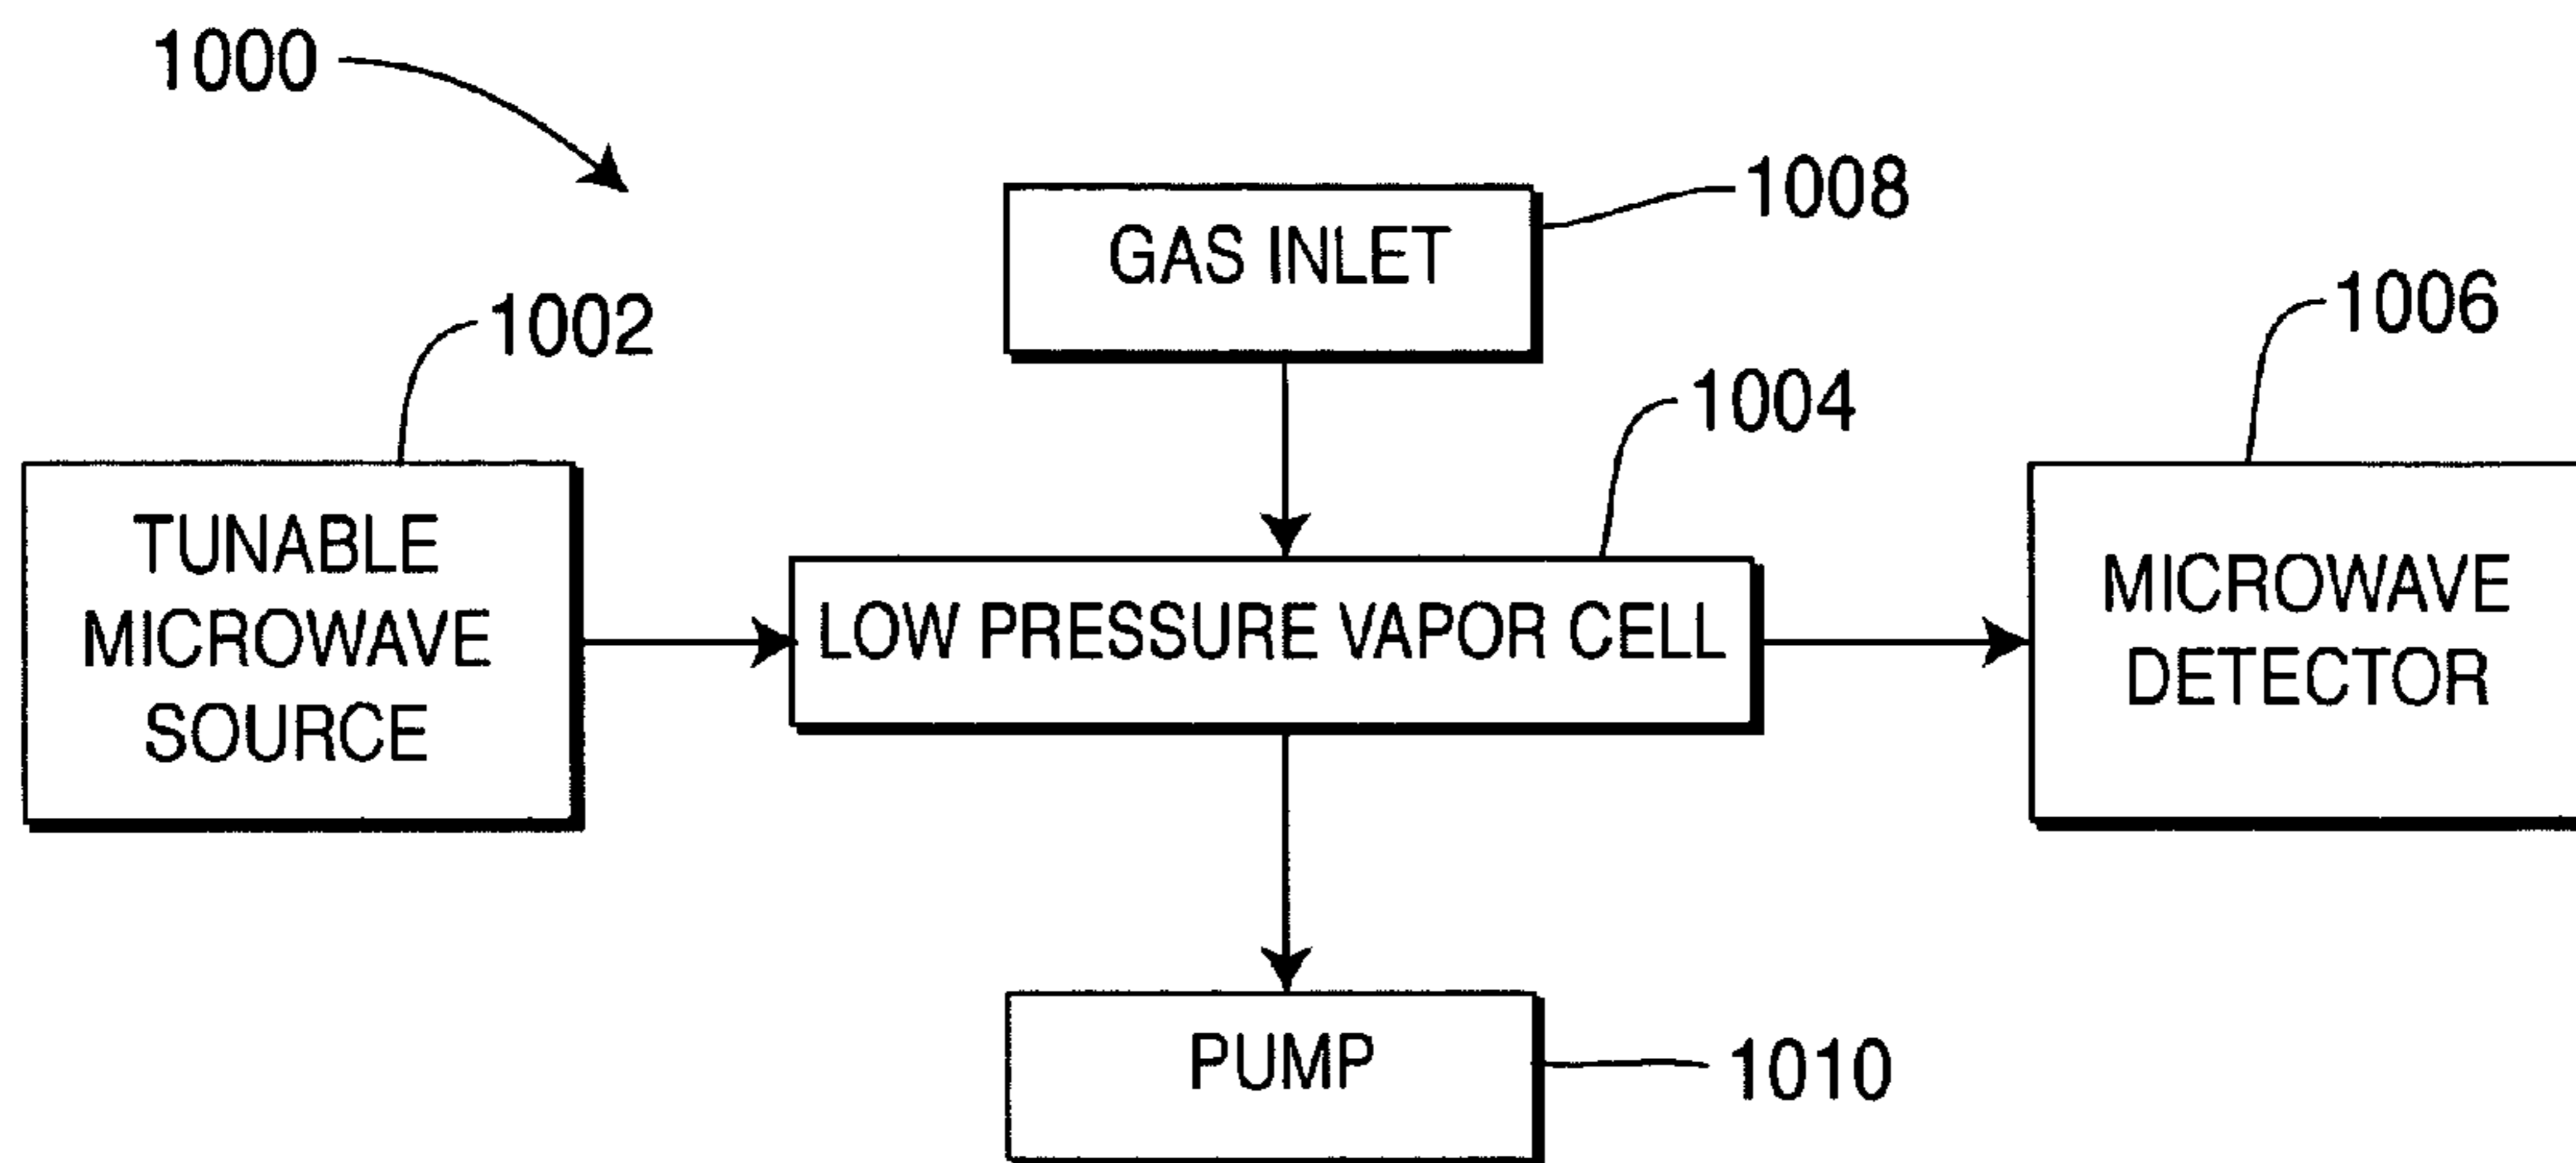 1000
1008
GAS INLET
1002
1006
1004
TUNABLE
MICROWAVE
SOURCE
LOW PRESSURE VAPOR CELL
MICROWAVE
DETECTOR
PUMP
1010